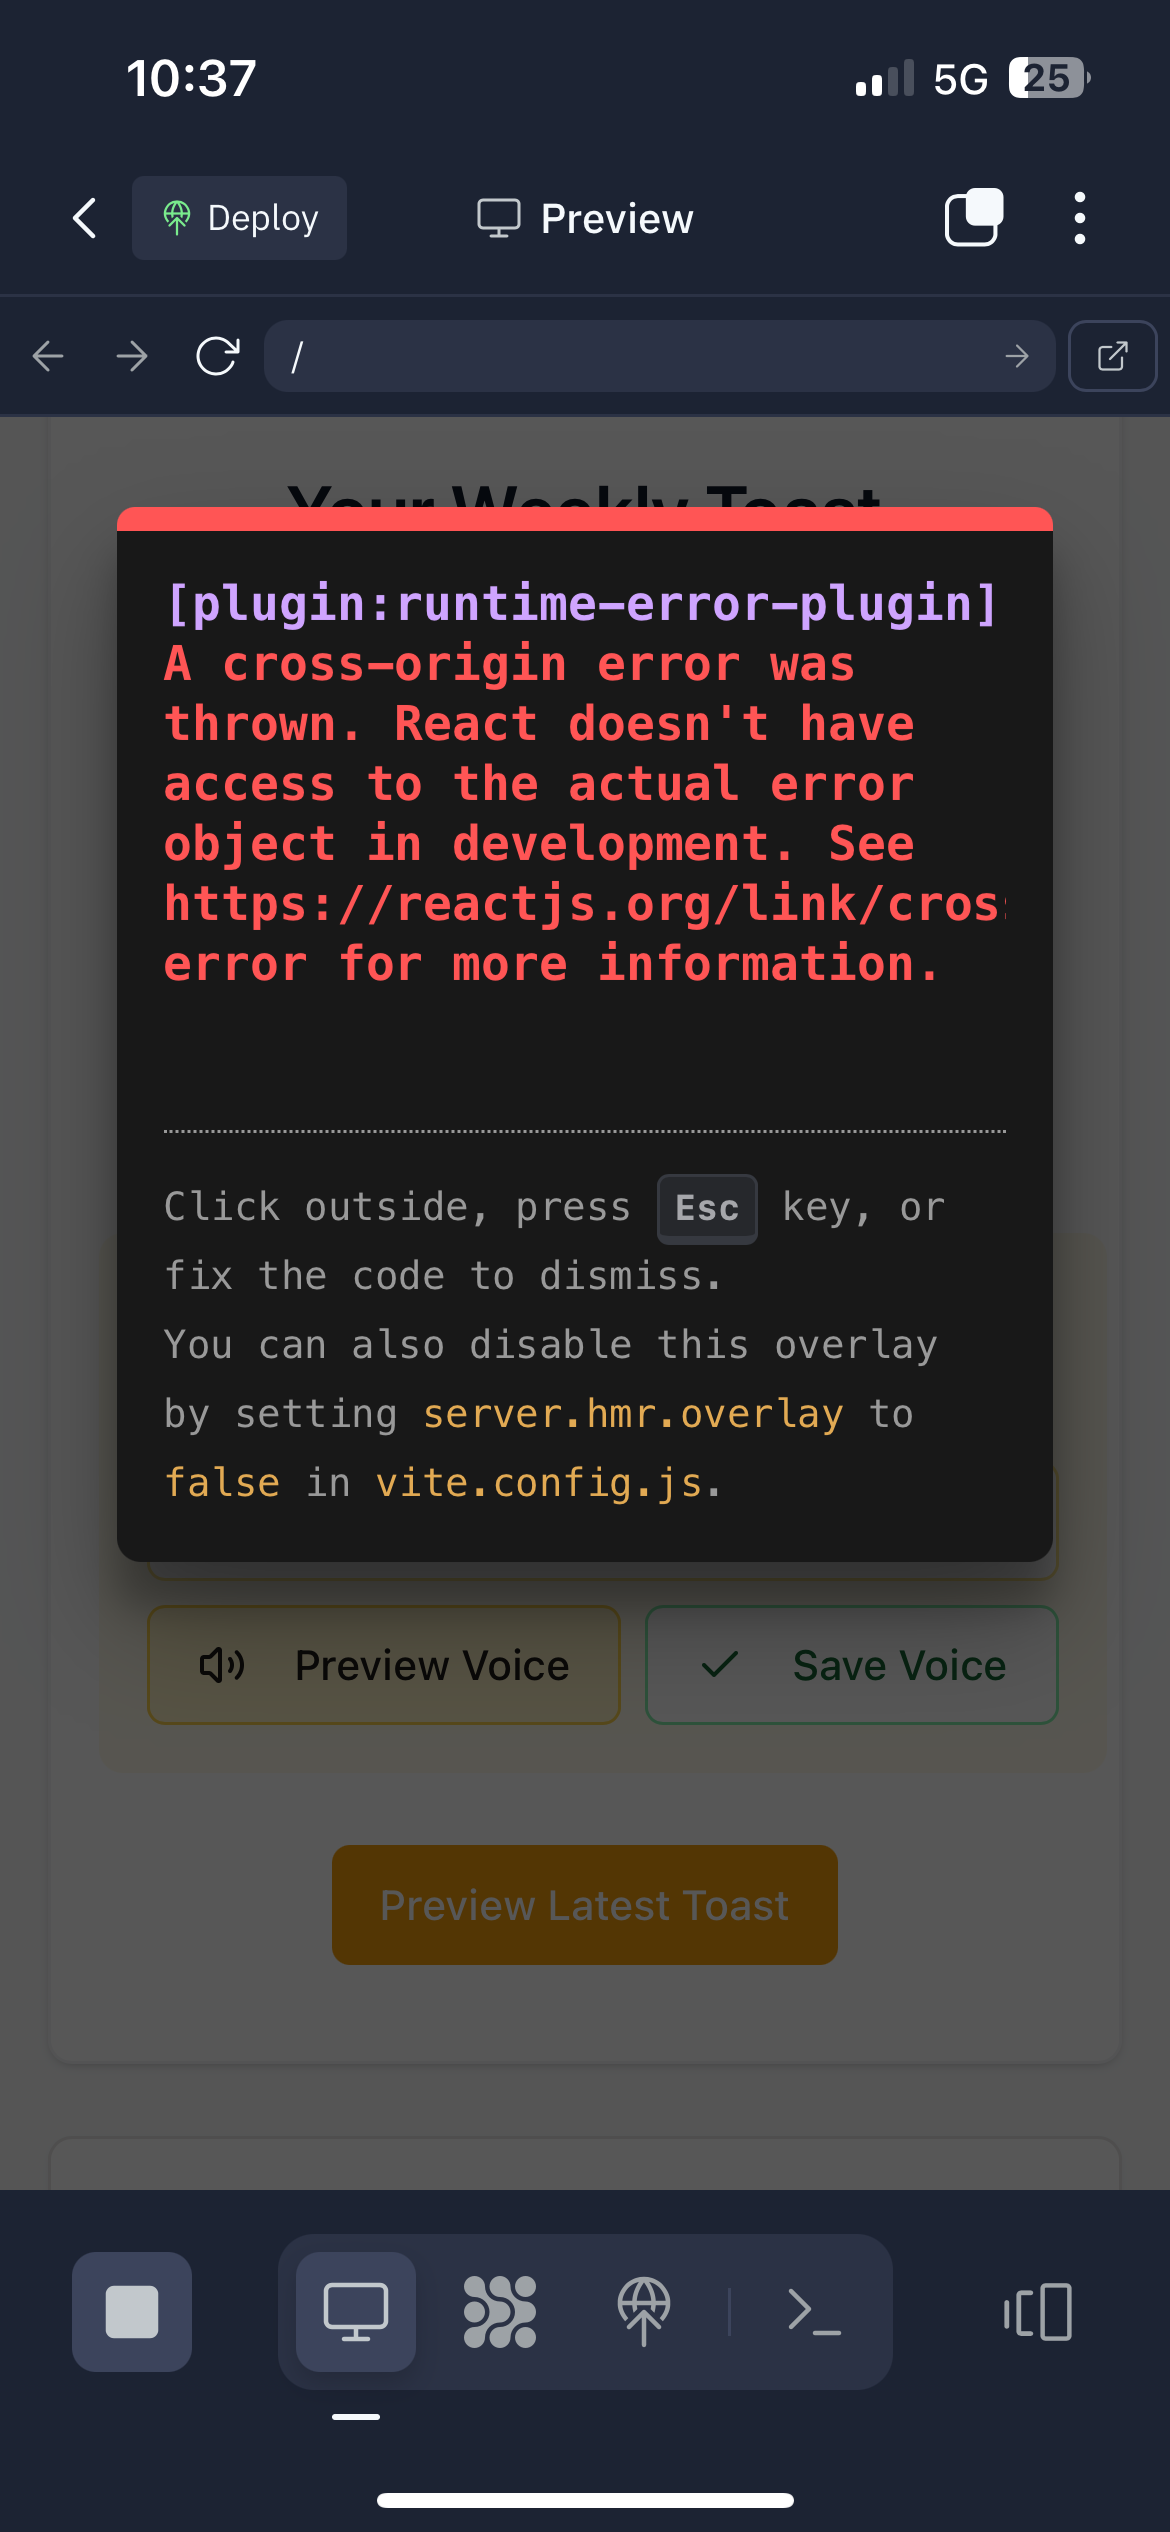 10:37
5G
25
Deploy
Preview
/
Your Weekly Toast
[plugin:runtime-error-plugin]
A cross-origin error was
thrown. React doesn't have
access to the actual error
object in development. See
https://reactjs.org/link/cros
error for more information.
Click outside, press Esc key, or
fix the code to dismiss.
You can also disable this overlay
by setting server.hmr.overlay to
false in vite.config.js.
Preview Voice
Save Voice
Preview Latest Toast